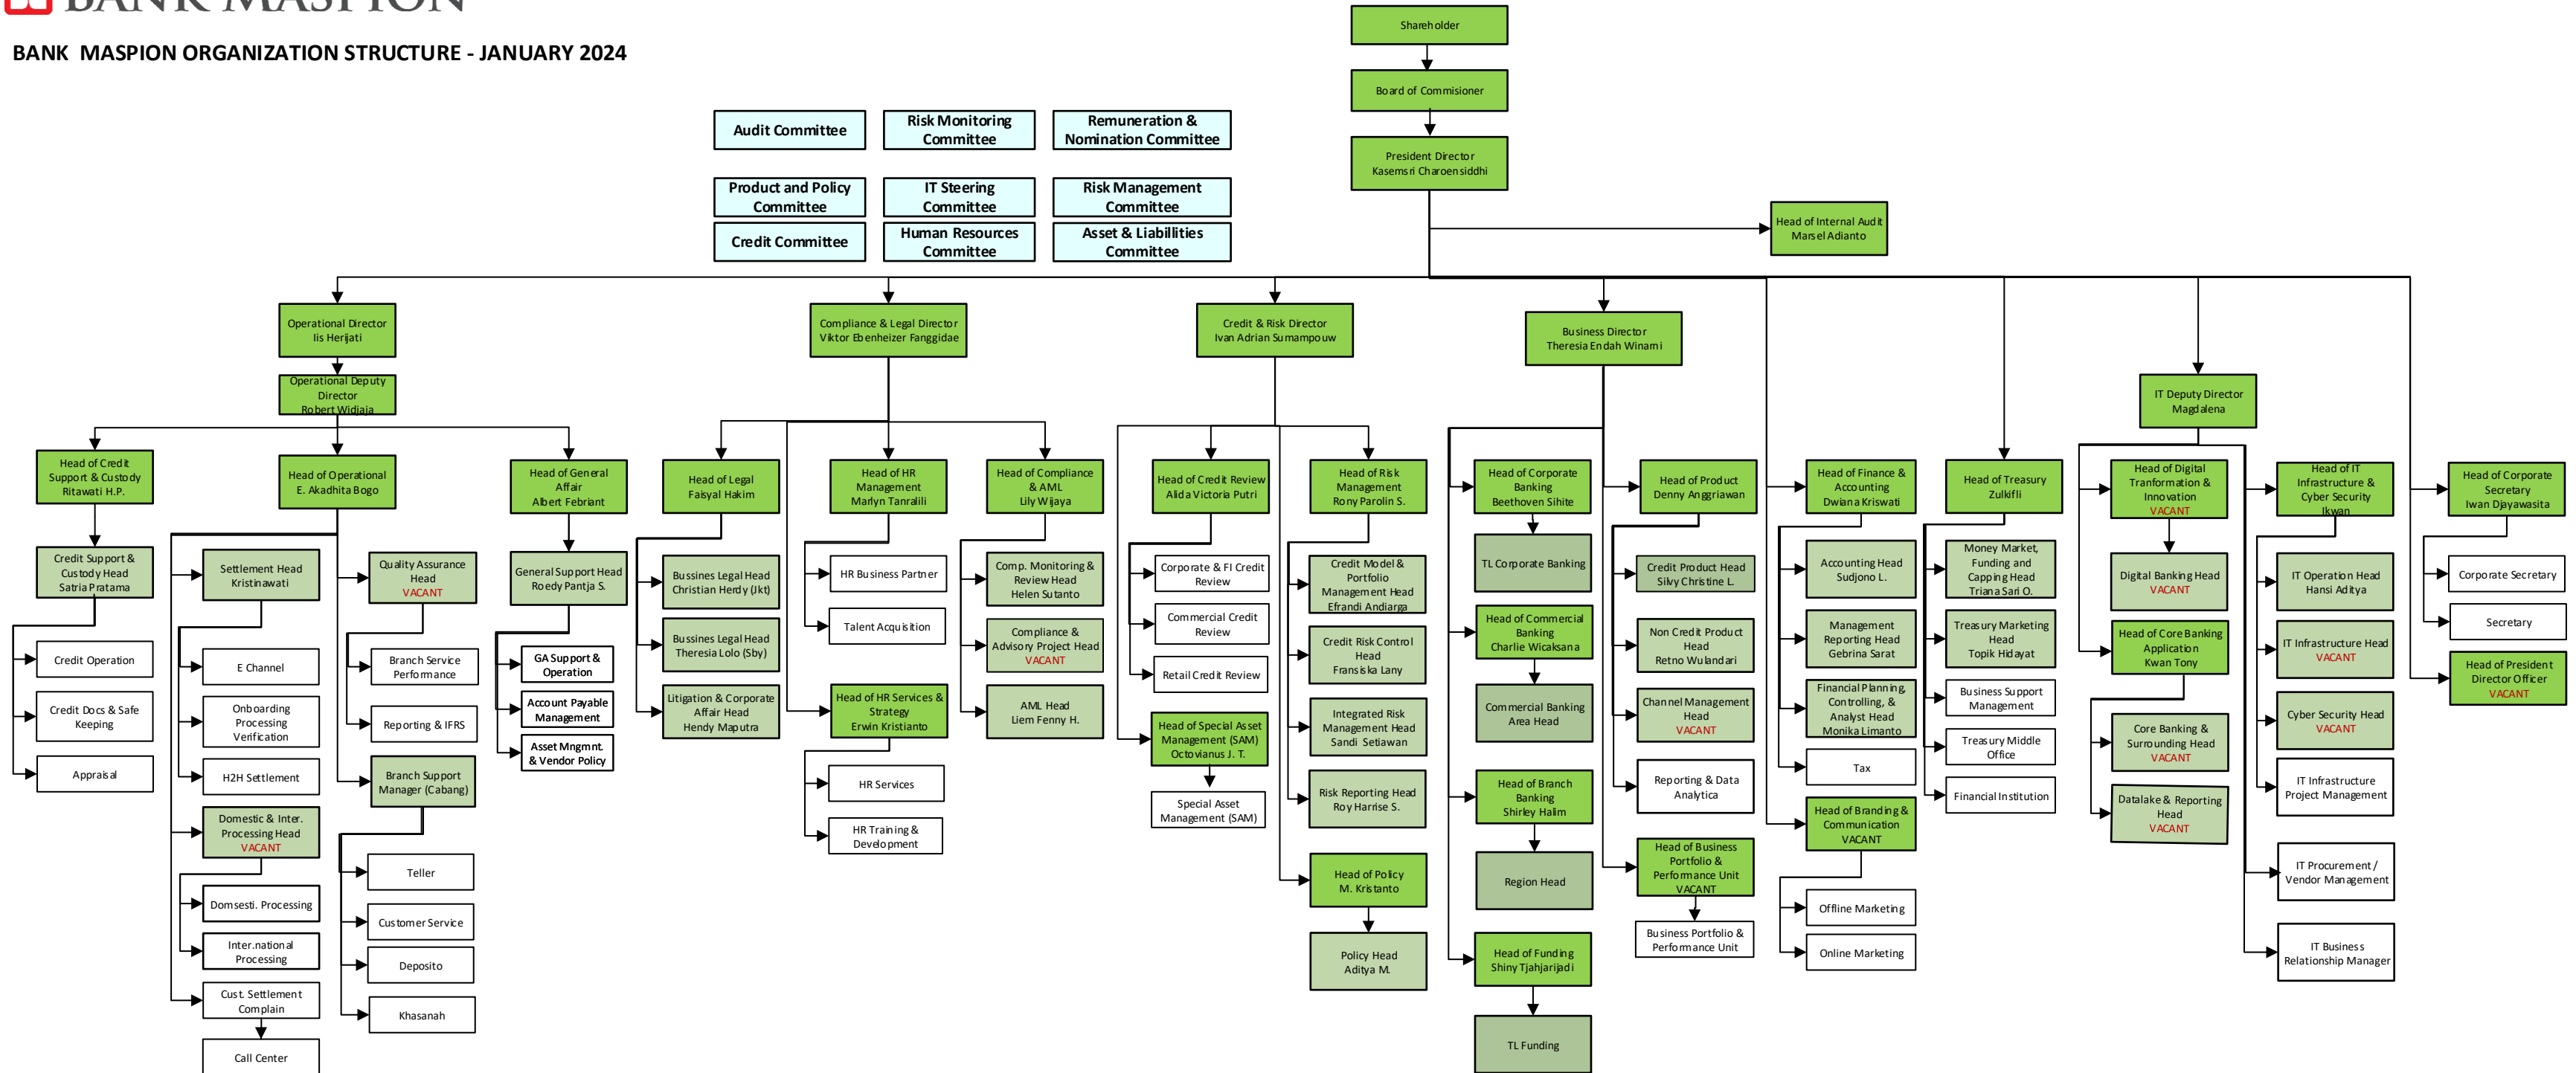 BANK MASPION
BANK MASPION ORGANIZATION STRUCTURE - JANUARY 2024
Shareholder
Board of Commisioner
President Director
Kasemsri Charoensiddhi
Head of Internal Audit
Marsel Adianto
Audit Committee
Risk Monitoring
Committee
Remuneration &
Nomination Committee
Product and Policy
Committee
IT Steering
Committee
Risk Management
Committee
Credit Committee
Human Resources
Committee
Asset & Liabillities
Committee
Operational Director
Iis Herijati
Operational Deputy
Director
Robert Widjaja
Compliance & Legal Director
Viktor Ebenheizer Fanggidae
Credit & Risk Director
Ivan Adrian Sumampouw
Business Director
Theresia Endah Winarni
IT Deputy Director
Magdalena
Head of Credit
Support & Custody
Ritawati H.P.
Credit Support &
Custody Head
Satria Pratama
Credit Operation
Credit Docs & Safe
Keeping
Appraisal
Head of Operational
E. Akadhita Bogo
Settlement Head
Kristinawati
E Channel
Onboarding
Processing
Verification
H2H Settlement
Domestic & Inter.
Processing Head
VACANT
Domsesti. Processing
Inter.national
Processing
Cust. Settlement
Complain
Call Center
Quality Assurance
Head
VACANT
Branch Service
Performance
Reporting & IFRS
Branch Support
Manager (Cabang)
Teller
Customer Service
Deposito
Khasanah
Head of General
Affair
Albert Febriant
General Support Head
Roedy Pantja S.
GA Support &
Operation
Account Payable
Management
Asset Mngmnt.
& Vendor Policy
Head of Legal
Faisyal Hakim
Bussines Legal Head
Christian Herdy (Jkt)
Bussines Legal Head
Theresia Lolo (Sby)
Litigation & Corporate
Affair Head
Hendy Maputra
Head of HR
Management
Marlyn Tanralili
HR Business Partner
Talent Acquisition
Head of HR Services &
Strategy
Erwin Kristianto
HR Services
HR Training &
Development
Head of Compliance
& AML
Lily Wijaya
Comp. Monitoring &
Review Head
Helen Sutanto
Compliance &
Advisory Project Head
VACANT
AML Head
Liem Fenny H.
Head of Credit Review
Alida Victoria Putri
Corporate & FI Credit
Review
Commercial Credit
Review
Retail Credit Review
Head of Special Asset
Management (SAM)
Octovianus J. T.
Special Asset
Management (SAM)
Head of Risk
Management
Rony Parolin S.
Credit Model &
Portfolio
Management Head
Efrandi Andiarga
Credit Risk Control
Head
Fransiska Lany
Integrated Risk
Management Head
Sandi Setiawan
Risk Reporting Head
Roy Harrise S.
Head of Policy
M. Kristanto
Policy Head
Aditya M.
Head of Corporate
Banking
Beethoven Sihite
TL Corporate Banking
Head of Commercial
Banking
Charlie Wicaksana
Commercial Banking
Area Head
Head of Branch
Banking
Shirley Halim
Region Head
Head of Funding
Shiny Tjahjarijadi
TL Funding
Head of Product
Denny Anggriawan
Credit Product Head
Silvy Christine L.
Non Credit Product
Head
Retno Wulandari
Channel Management
Head
VACANT
Reporting & Data
Analytica
Head of Business
Portfolio &
Performance Unit
VACANT
Business Portfolio &
Performance Unit
Head of Finance &
Accounting
Dwiana Kriswati
Accounting Head
Sudjono L.
Management
Reporting Head
Gebrina Sarat
Financial Planning,
Controlling, &
Analyst Head
Monika Limanto
Tax
Head of Branding &
Communication
VACANT
Offline Marketing
Online Marketing
Head of Treasury
Zulkifli
Money Market,
Funding and
Capping Head
Triana Sari O.
Treasury Marketing
Head
Topik Hidayat
Business Support
Management
Treasury Middle
Office
Financial Institution
Head of Digital
Tranformation &
Innovation
VACANT
Digital Banking Head
VACANT
Head of Core Banking
Application
Kwan Tony
Core Banking &
Surrounding Head
VACANT
Datalake & Reporting
Head
VACANT
Head of IT
Infrastructure &
Cyber Security
Ikwan
IT Operation Head
Hansi Aditya
IT Infrastructure Head
VACANT
Cyber Security Head
VACANT
IT Infrastructure
Project Management
IT Procurement /
Vendor Management
IT Business
Relationship Manager
Head of Corporate
Secretary
Iwan Djayawasita
Corporate Secretary
Secretary
Head of President
Director Officer
VACANT